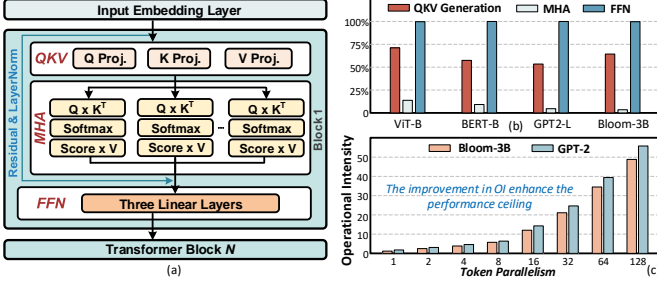 Input Embedding Layer
QKV
Q Proj.
K Proj.
V Proj.
MHA
Q x K^T
Q x K^T
Q x K^T
Softmax
Softmax
...
Softmax
Score x V
Score x V
Score x V
FFN
Three Linear Layers
Residual & LayerNorm
Block1
Transformer Block N
(a)
QKV Generation
MHA
FFN
100%
75%
50%
25%
0
ViT-B
BERT-B
GPT2-L
Bloom-3B
(b)
Operational Intensity
50
40
30
20
10
0
Bloom-3B
GPT-2
The improvement in OI enhance the
performance ceiling
1
2
4
8
16
32
64
128
Token Parallelism
(c)